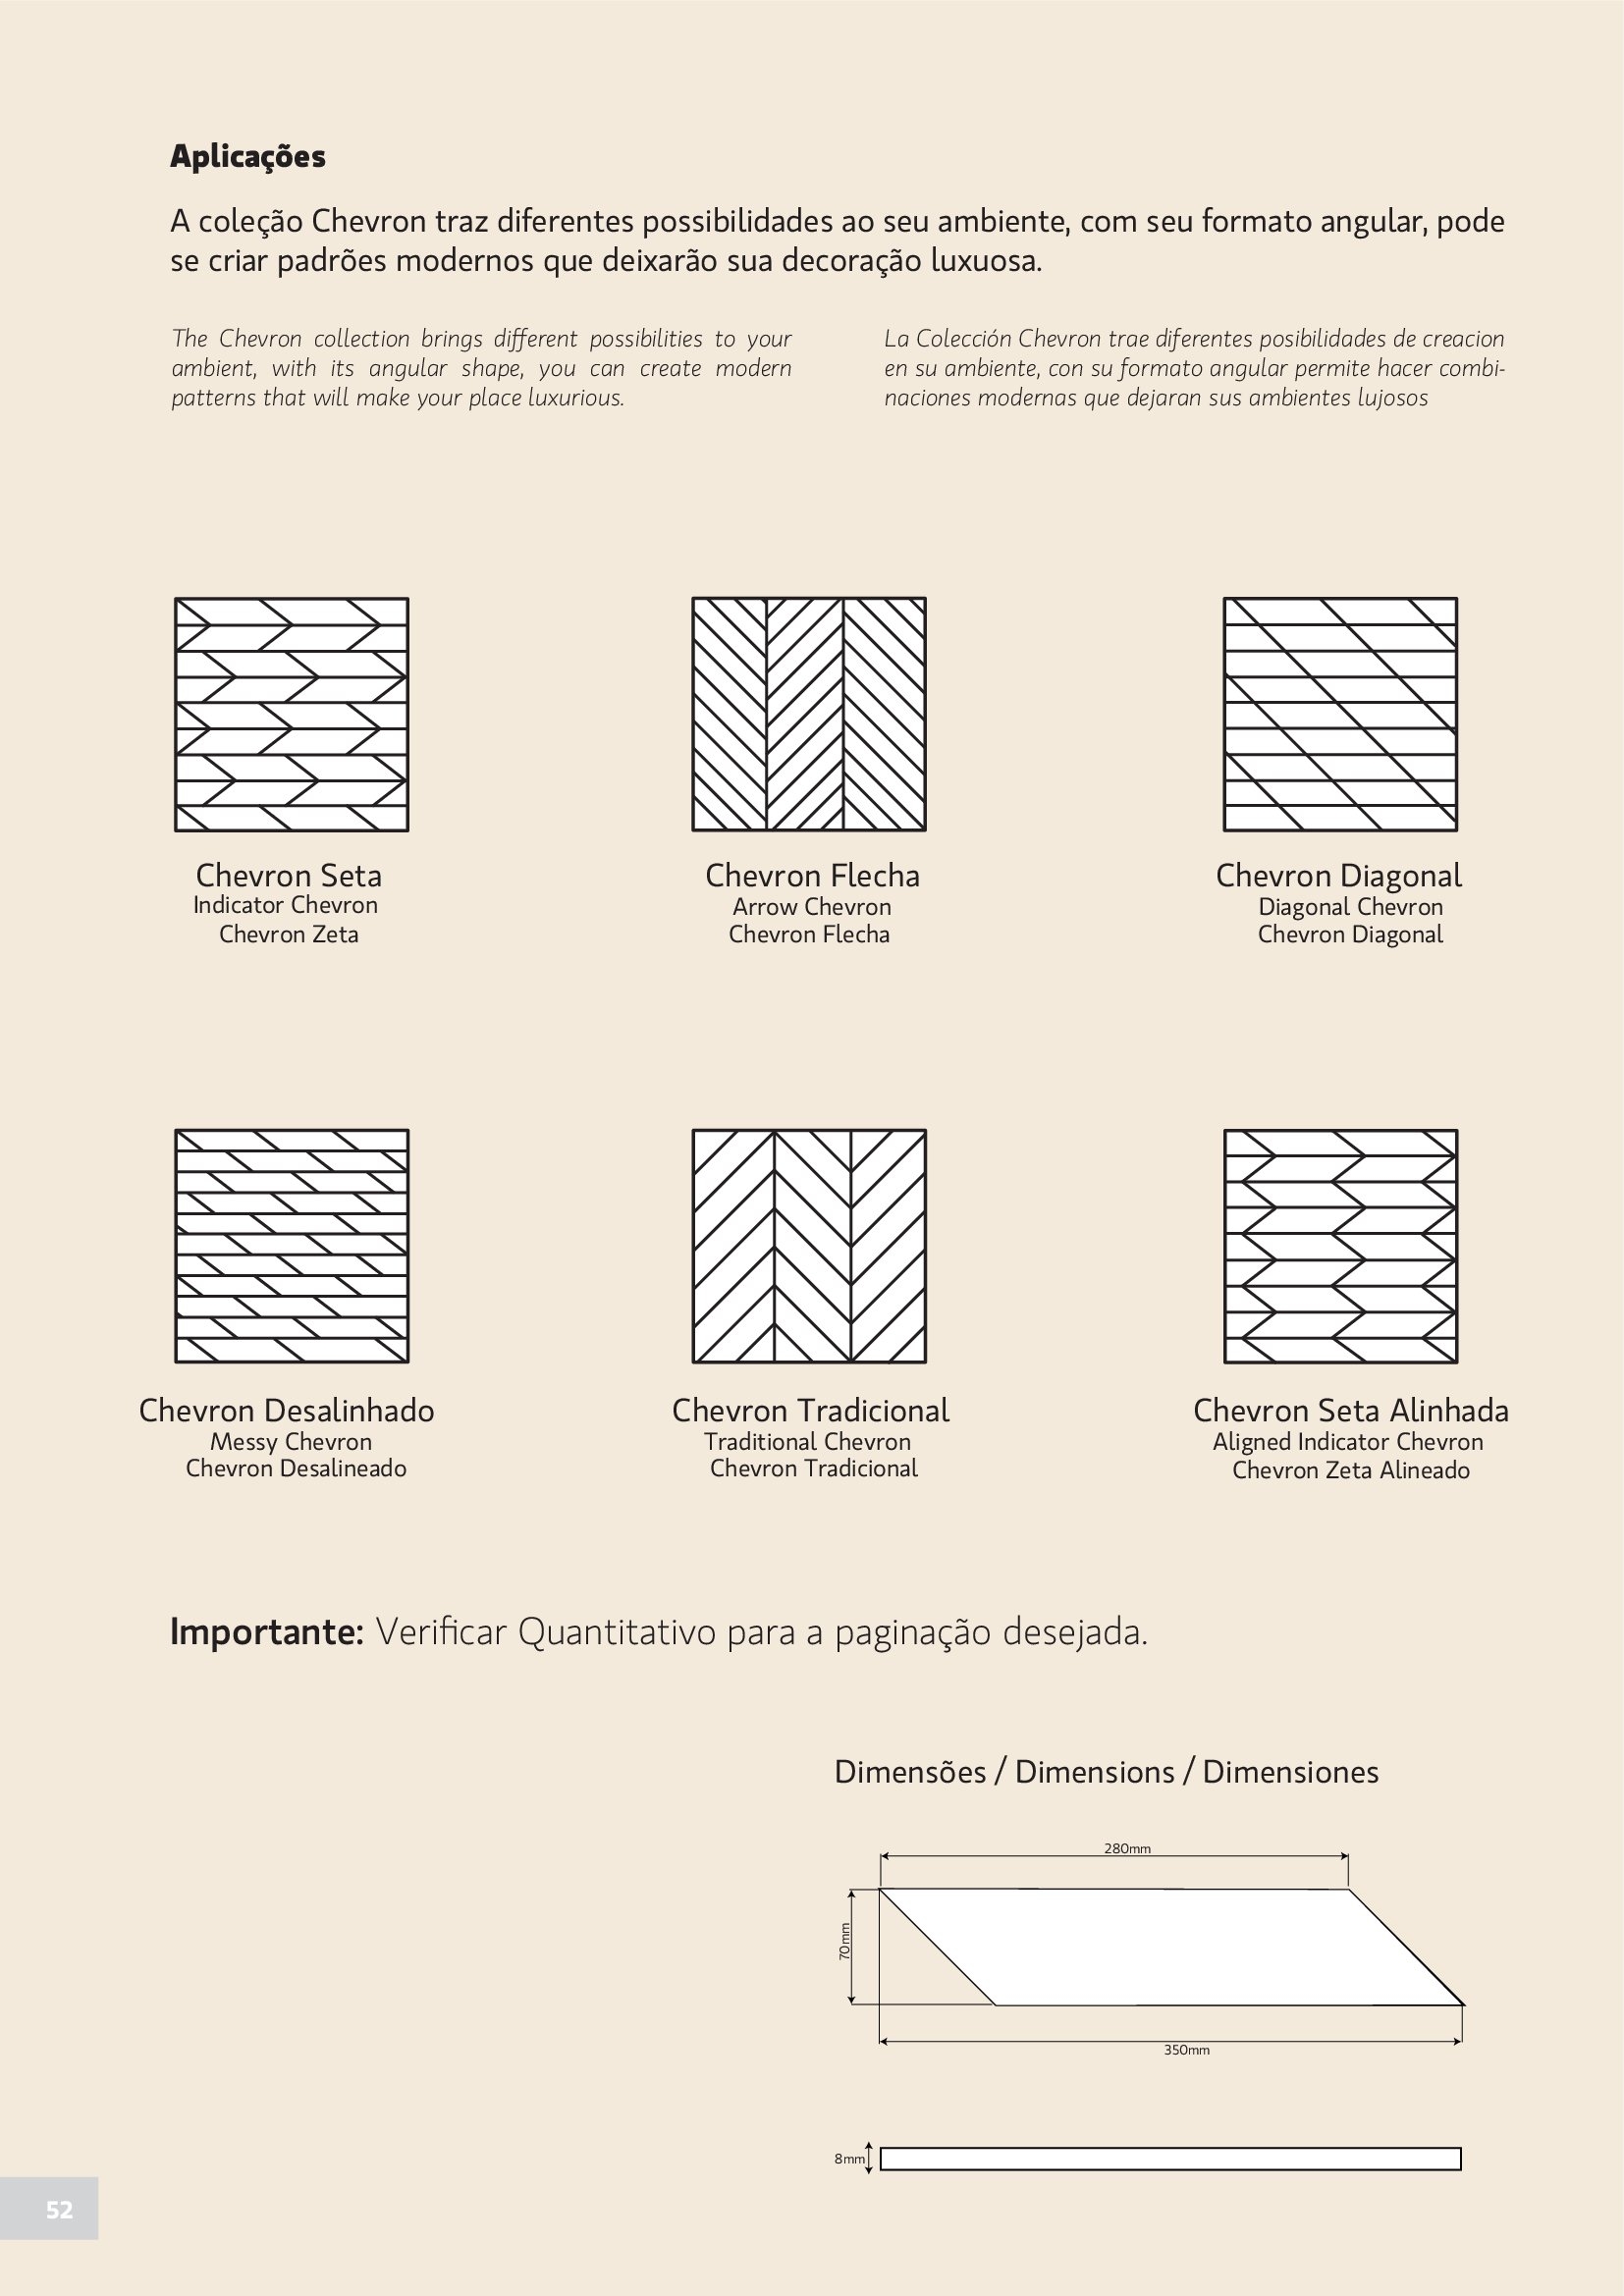 Aplicações
A coleção Chevron traz diferentes possibilidades ao seu ambiente, com seu formato angular, pode
se criar padrões modernos que deixarão sua decoração luxuosa.
The Chevron collection brings different possibilities to your
ambient, with its angular shape, you can create modern
patterns that will make your place luxurious.
La Colección Chevron trae diferentes posibilidades de creacion
en su ambiente, con su formato angular permite hacer combi-
naciones modernas que dejaran sus ambientes lujosos
Chevron Seta
Indicator Chevron
Chevron Zeta
Chevron Flecha
Arrow Chevron
Chevron Flecha
Chevron Diagonal
Diagonal Chevron
Chevron Diagonal
Chevron Desalinhado
Messy Chevron
Chevron Desalineado
Chevron Tradicional
Traditional Chevron
Chevron Tradicional
Chevron Seta Alinhada
Aligned Indicator Chevron
Chevron Zeta Alineado
Importante: Verificar Quantitativo para a paginação desejada.
Dimensões / Dimensions / Dimensiones
280mm
70mm
350mm
8mm
52